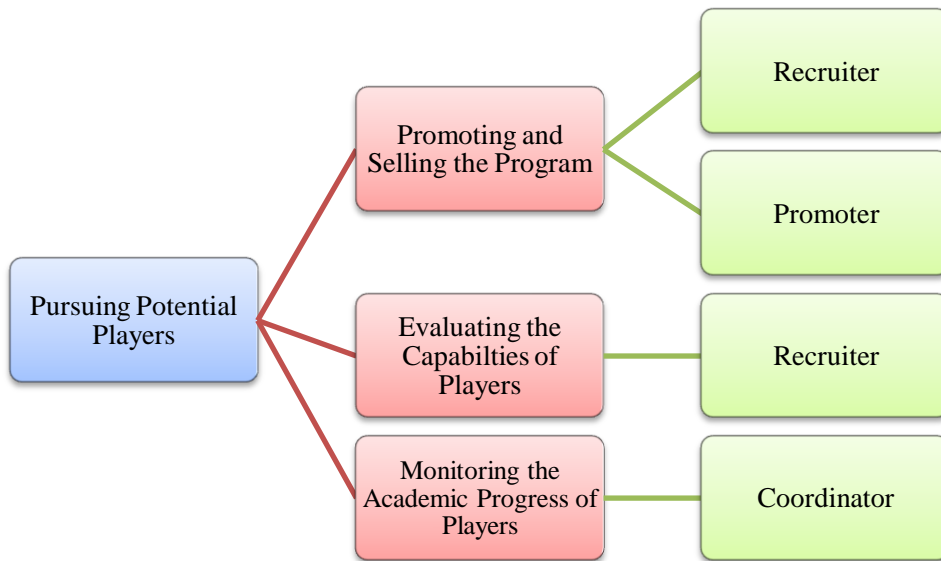 Pursuing Potential
Players
Promoting and
Selling the Program
Recruiter
Promoter
Evaluating the
Capabilties of
Players
Recruiter
Monitoring the
Academic Progress of
Players
Coordinator